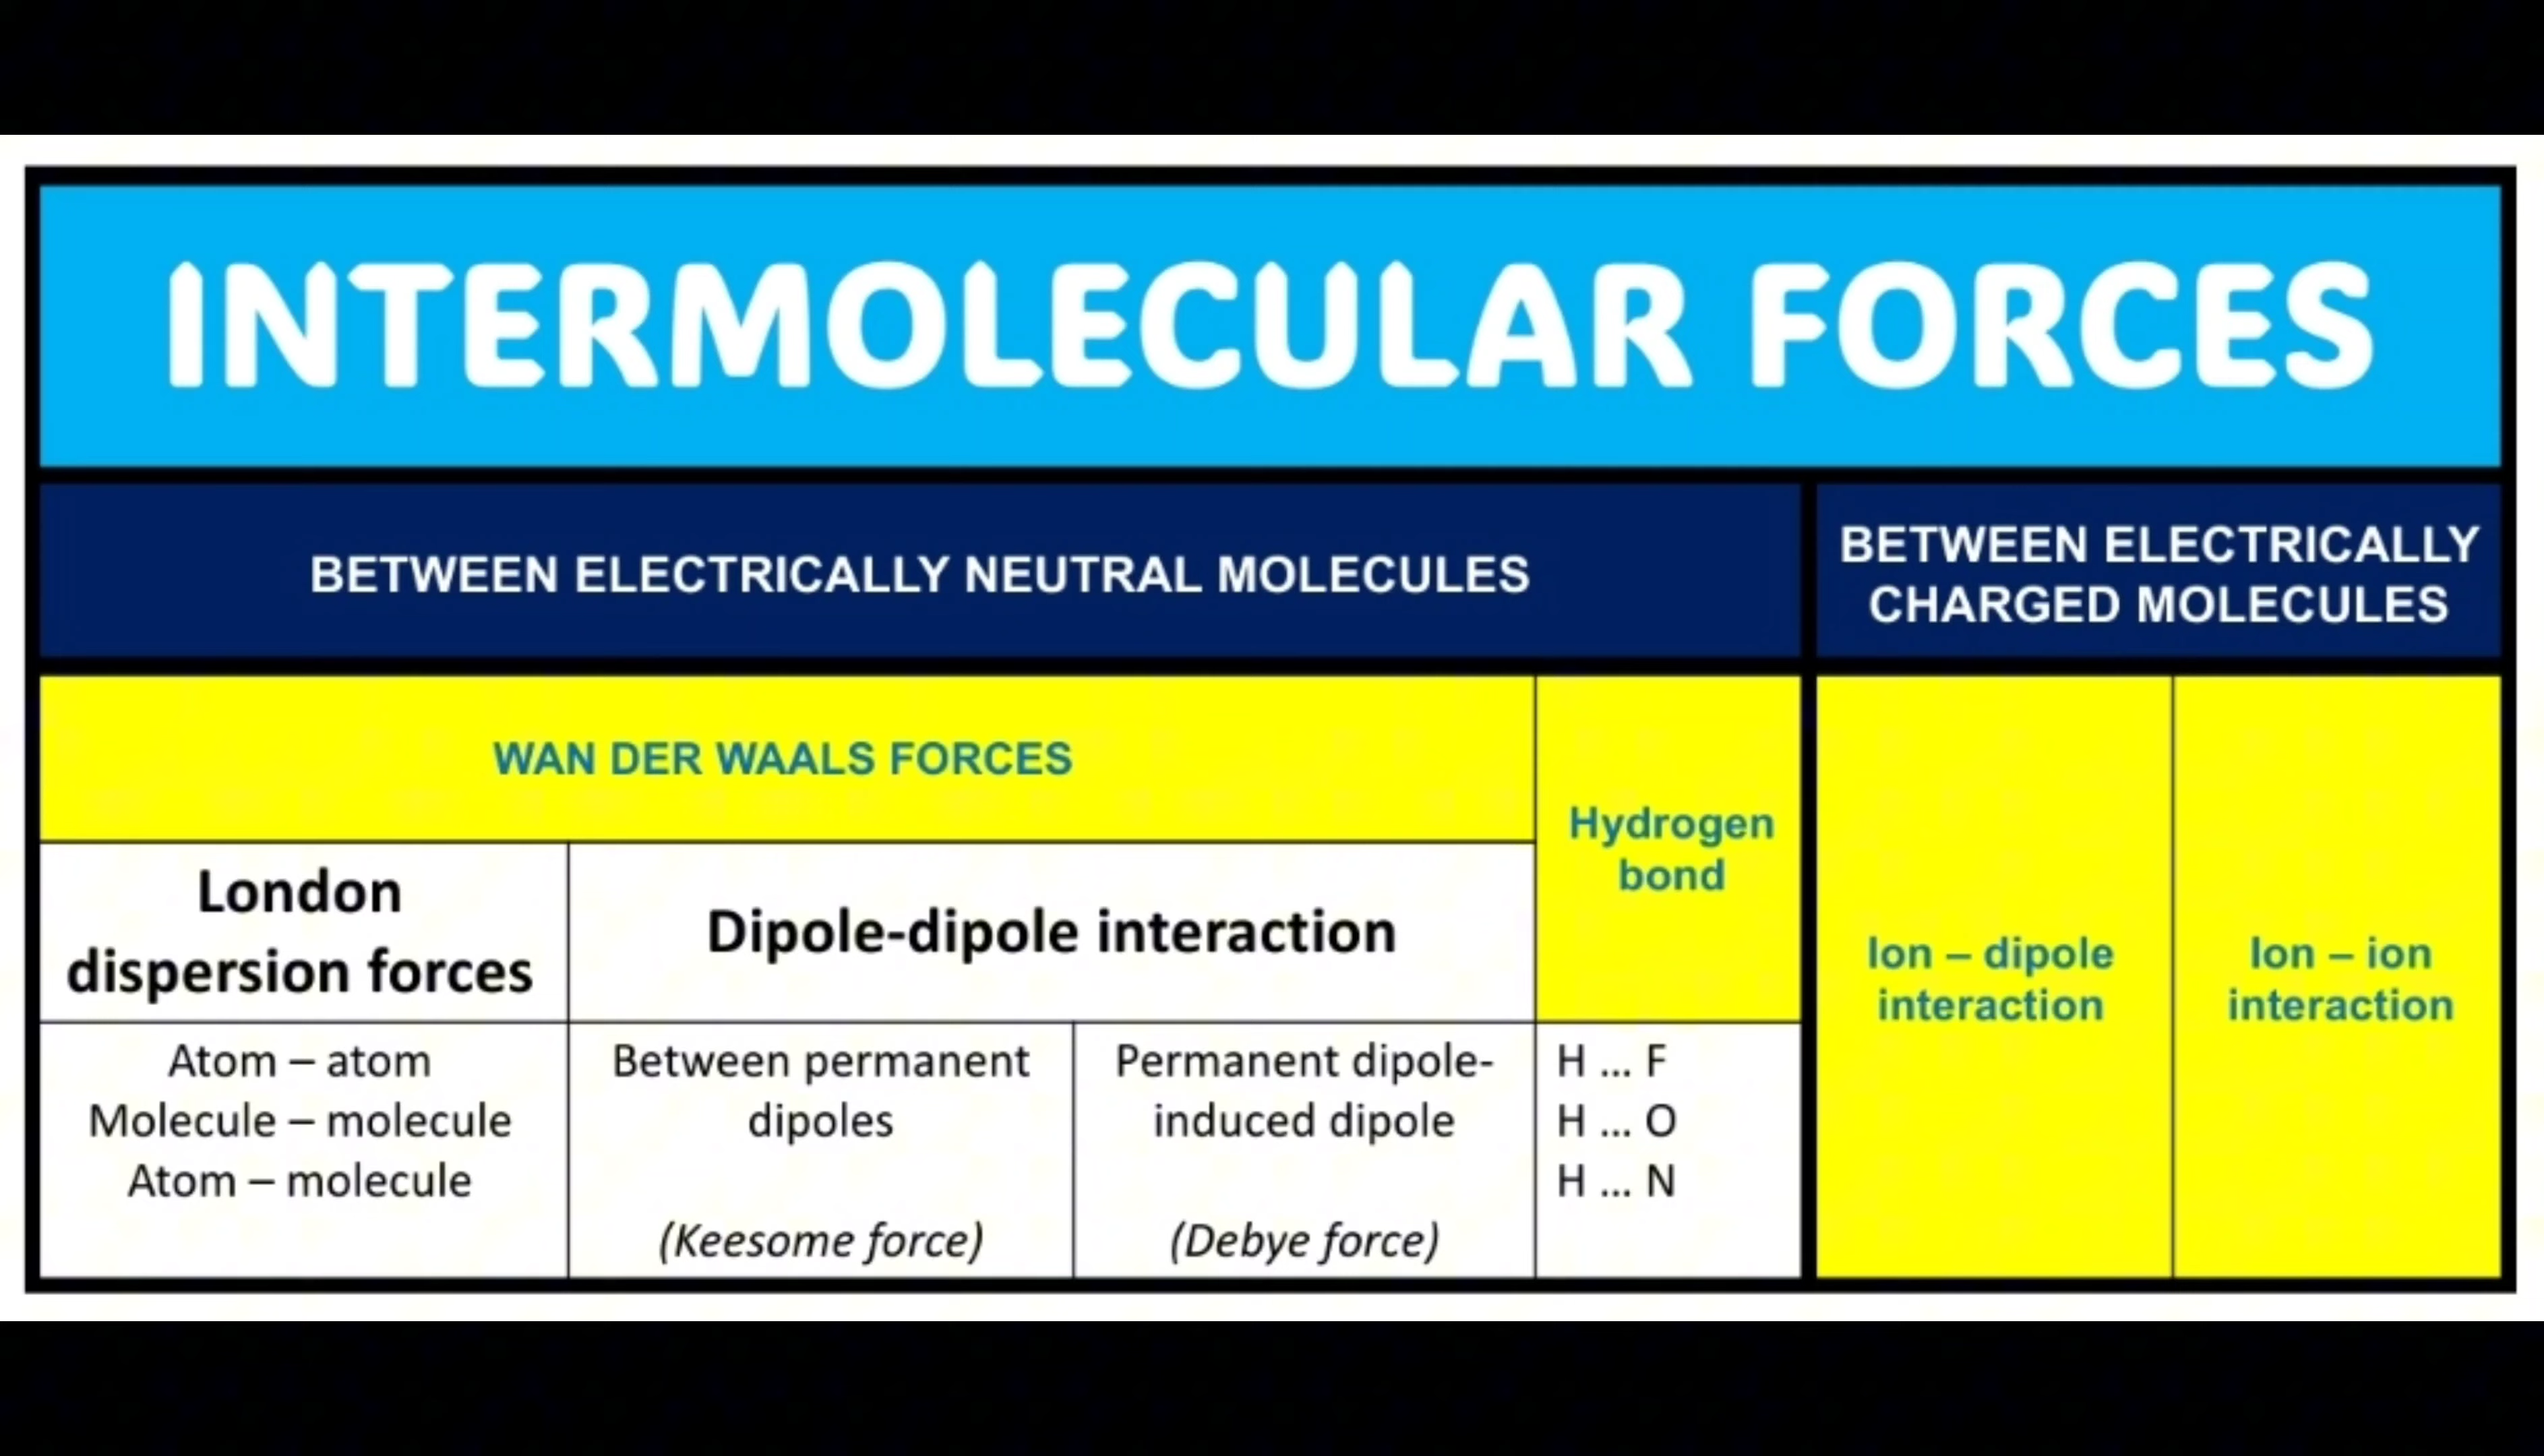 INTERMOLECULAR FORCES
BETWEEN ELECTRICALLY NEUTRAL MOLECULES
BETWEEN ELECTRICALLY
CHARGED MOLECULES
WAN DER WAALS FORCES
Hydrogen
bond
London
dispersion forces
Dipole-dipole interaction
Ion – dipole
interaction
Ion – ion
interaction
Atom – atom
Molecule – molecule
Atom – molecule
Between permanent
dipoles
(Keesome force)
Permanent dipole-
induced dipole
(Debye force)
H ... F
H ... O
H ... N